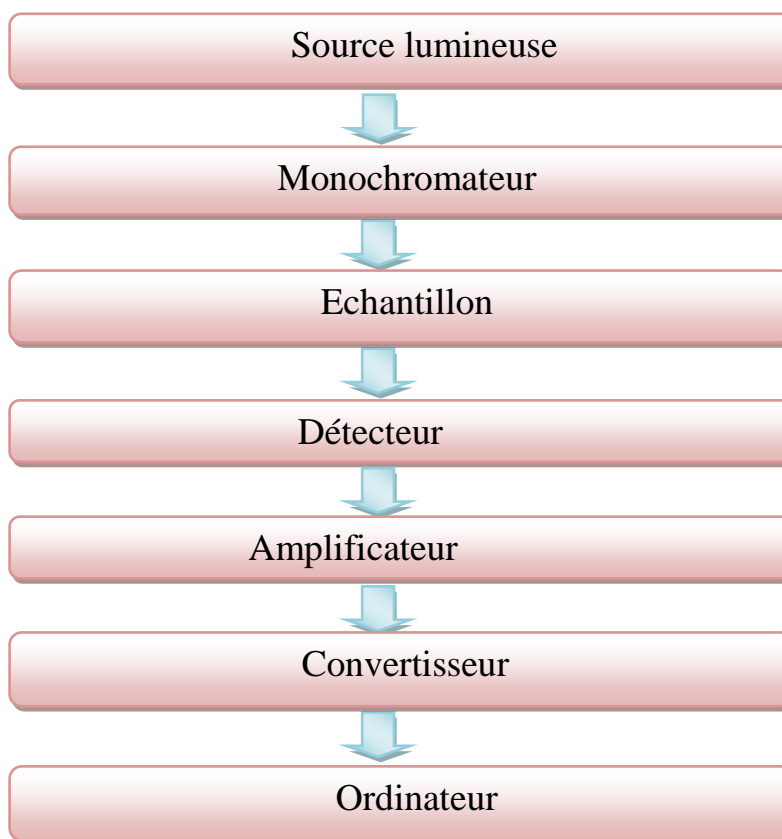 Source lumineuse
Monochromateur
Echantillon
Détecteur
Amplificateur
Convertisseur
Ordinateur